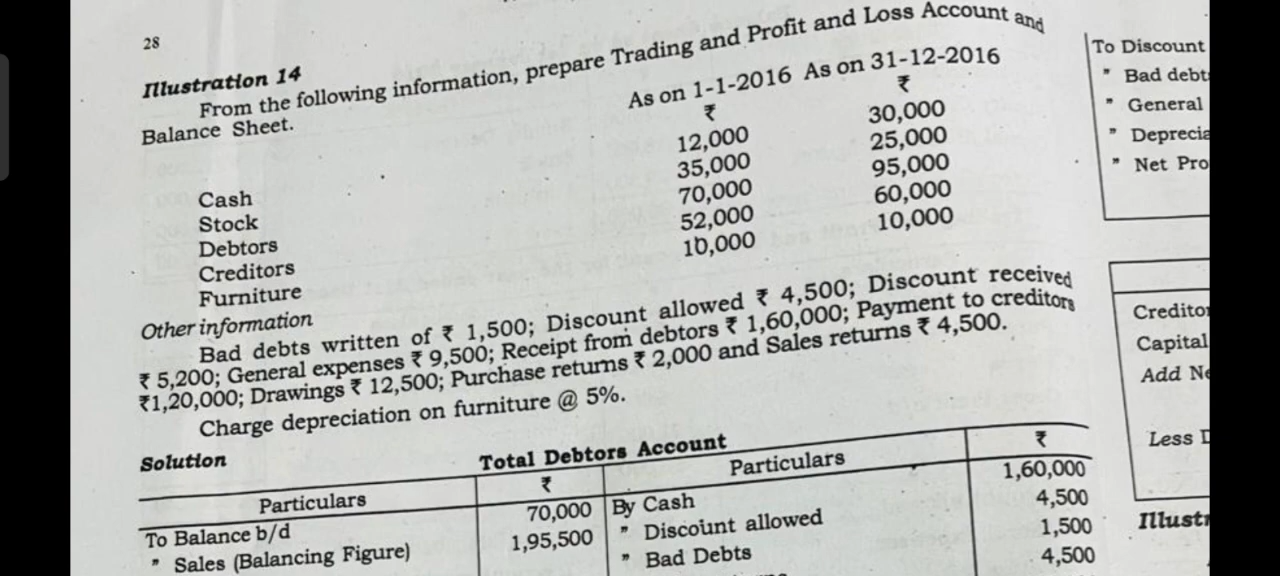 28
Illustration 14
From the following information, prepare Trading and Profit and Loss Account and
Balance Sheet.
As on 1-1-2016 As on 31-12-2016
₹ ₹
Cash 12,000 30,000
Stock 35,000 25,000
Debtors 70,000 95,000
Creditors 52,000 60,000
Furniture 10,000 10,000
Other information
Bad debts written of ₹ 1,500; Discount allowed ₹ 4,500; Discount received
₹ 5,200; General expenses ₹ 9,500; Receipt from debtors ₹ 1,60,000; Payment to creditors
₹1,20,000; Drawings ₹ 12,500; Purchase returns ₹ 2,000 and Sales returns ₹ 4,500.
Charge depreciation on furniture @ 5%.
Solution
Total Debtors Account
Particulars ₹ Particulars ₹
To Balance b/d 70,000 By Cash 1,60,000
" Sales (Balancing Figure) 1,95,500 " Discount allowed 4,500
" Bad Debts 1,500
4,500
To Discount
" Bad debt
" General
" Deprecia
" Net Pro
Creditor
Capital
Add Ne
Less
Illust